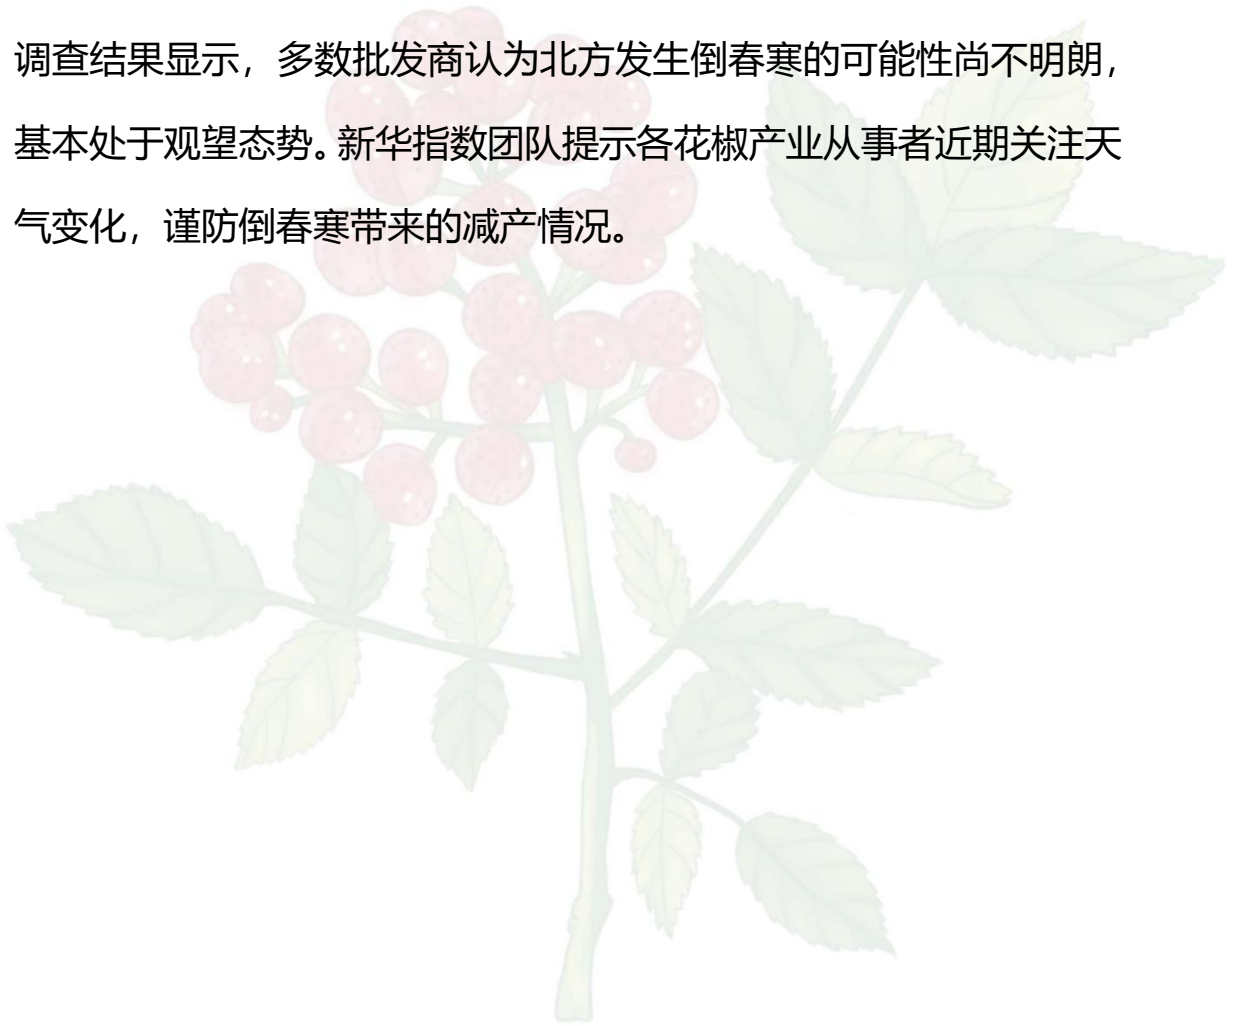 调查结果显示，多数批发商认为北方发生倒春寒的可能性尚不明朗，
基本处于观望态势。新华指数团队提示各花椒产业从事者近期关注天
气变化，谨防倒春寒带来的减产情况。